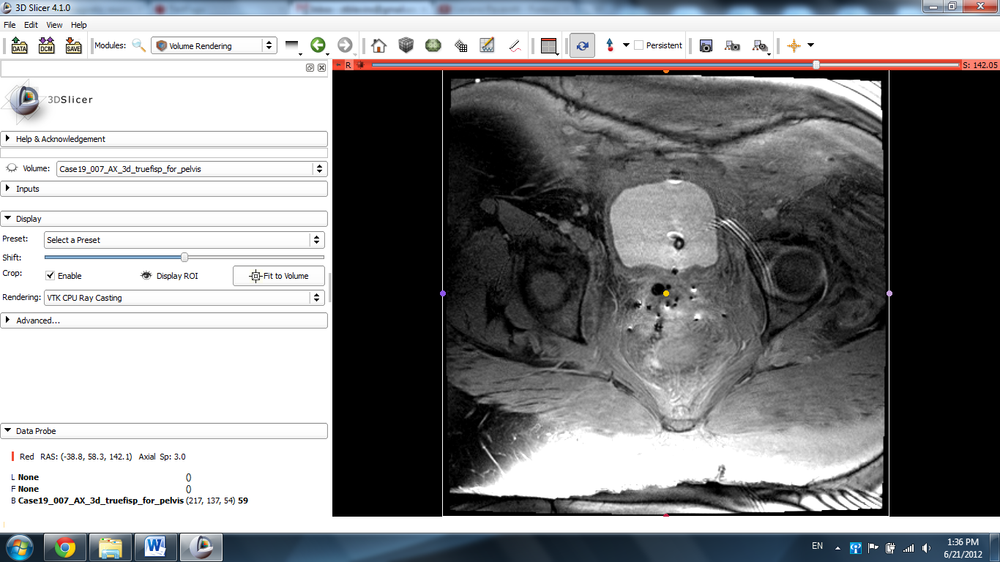 3D Slicer 4.1.0
File Edit View Help
DATA DCM SAVE Modules: Volume Rendering Persistent
R S: 142.05
3DSlicer
Help & Acknowledgement
Volume: Case19_007_AX_3d_truefisp_for_pelvis
Inputs
Display
Preset: Select a Preset
Shift:
Crop: Enable Display ROI Fit to Volume
Rendering: VTK CPU Ray Casting
Advanced...
Data Probe
Red RAS: (-38.8, 58.3, 142.1) Axial Sp: 3.0
L None ()
F None ()
B Case19_007_AX_3d_truefisp_for_pelvis (217, 137, 54) 59
EN 1:36 PM
6/21/2012